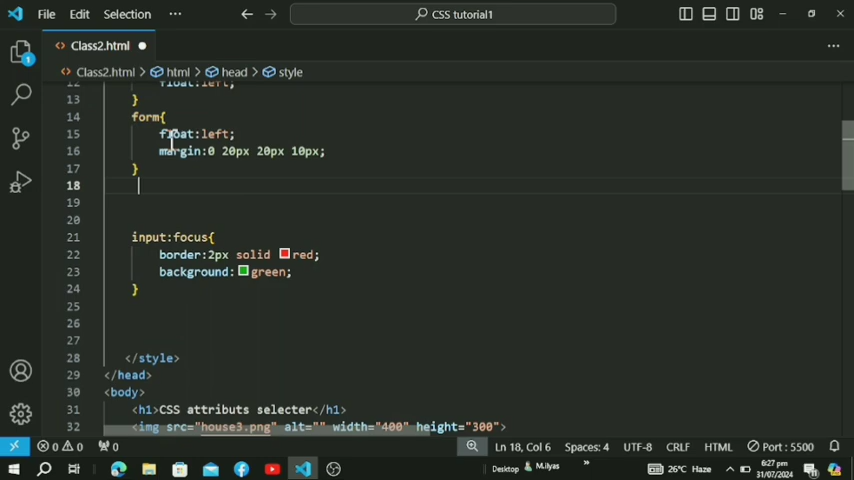 File Edit Selection ··· CSS tutorial1
Class2.html
Class2.html > html > head > style
12 float:left;
13 }
14 form{
15 float:left;
16 margin:0 20px 20px 10px;
17 }
18
19
20
21 input:focus{
22 border:2px solid red;
23 background: green;
24 }
25
26
27
28 </style>
29 </head>
30 <body>
31 <h1>CSS attributs selecter</h1>
32 <img src="house3.png" alt="" width="400" height="300">
1
0 0 0 Ln 18, Col 6 Spaces: 4 UTF-8 CRLF HTML Port : 5500
Desktop M.ilyas » 26°C Haze 6:27 pm
31/07/2024